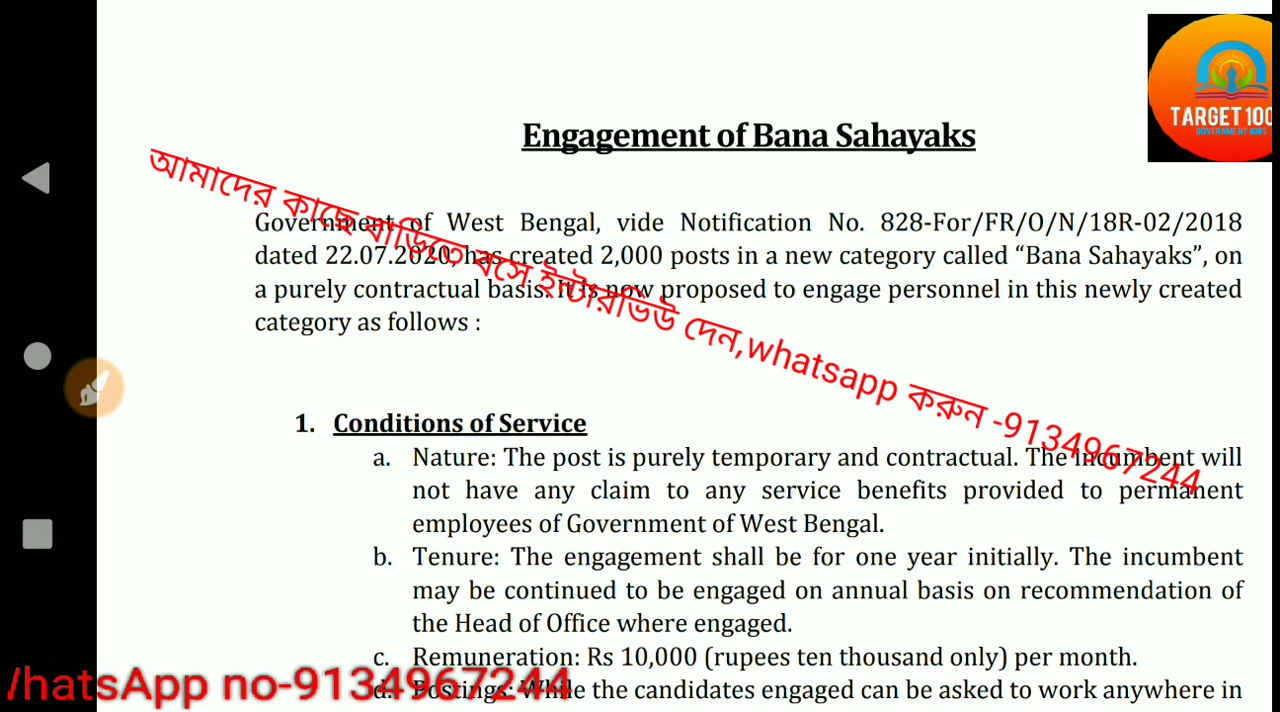 TARGET 100
GOVERNMENT JOBS
Engagement of Bana Sahayaks
আমাদের কাছে বাড়িতে বসে ইন্টারভিউ দেন,whatsapp করুন -9134967244
Government of West Bengal, vide Notification No. 828-For/FR/O/N/18R-02/2018
dated 22.07.2020, has created 2,000 posts in a new category called “Bana Sahayaks”, on
a purely contractual basis. It is now proposed to engage personnel in this newly created
category as follows :
1. Conditions of Service
a. Nature: The post is purely temporary and contractual. The incumbent will
not have any claim to any service benefits provided to permanent
employees of Government of West Bengal.
b. Tenure: The engagement shall be for one year initially. The incumbent
may be continued to be engaged on annual basis on recommendation of
the Head of Office where engaged.
c. Remuneration: Rs 10,000 (rupees ten thousand only) per month.
d. Postings: While the candidates engaged can be asked to work anywhere in
WhatsApp no-9134967244